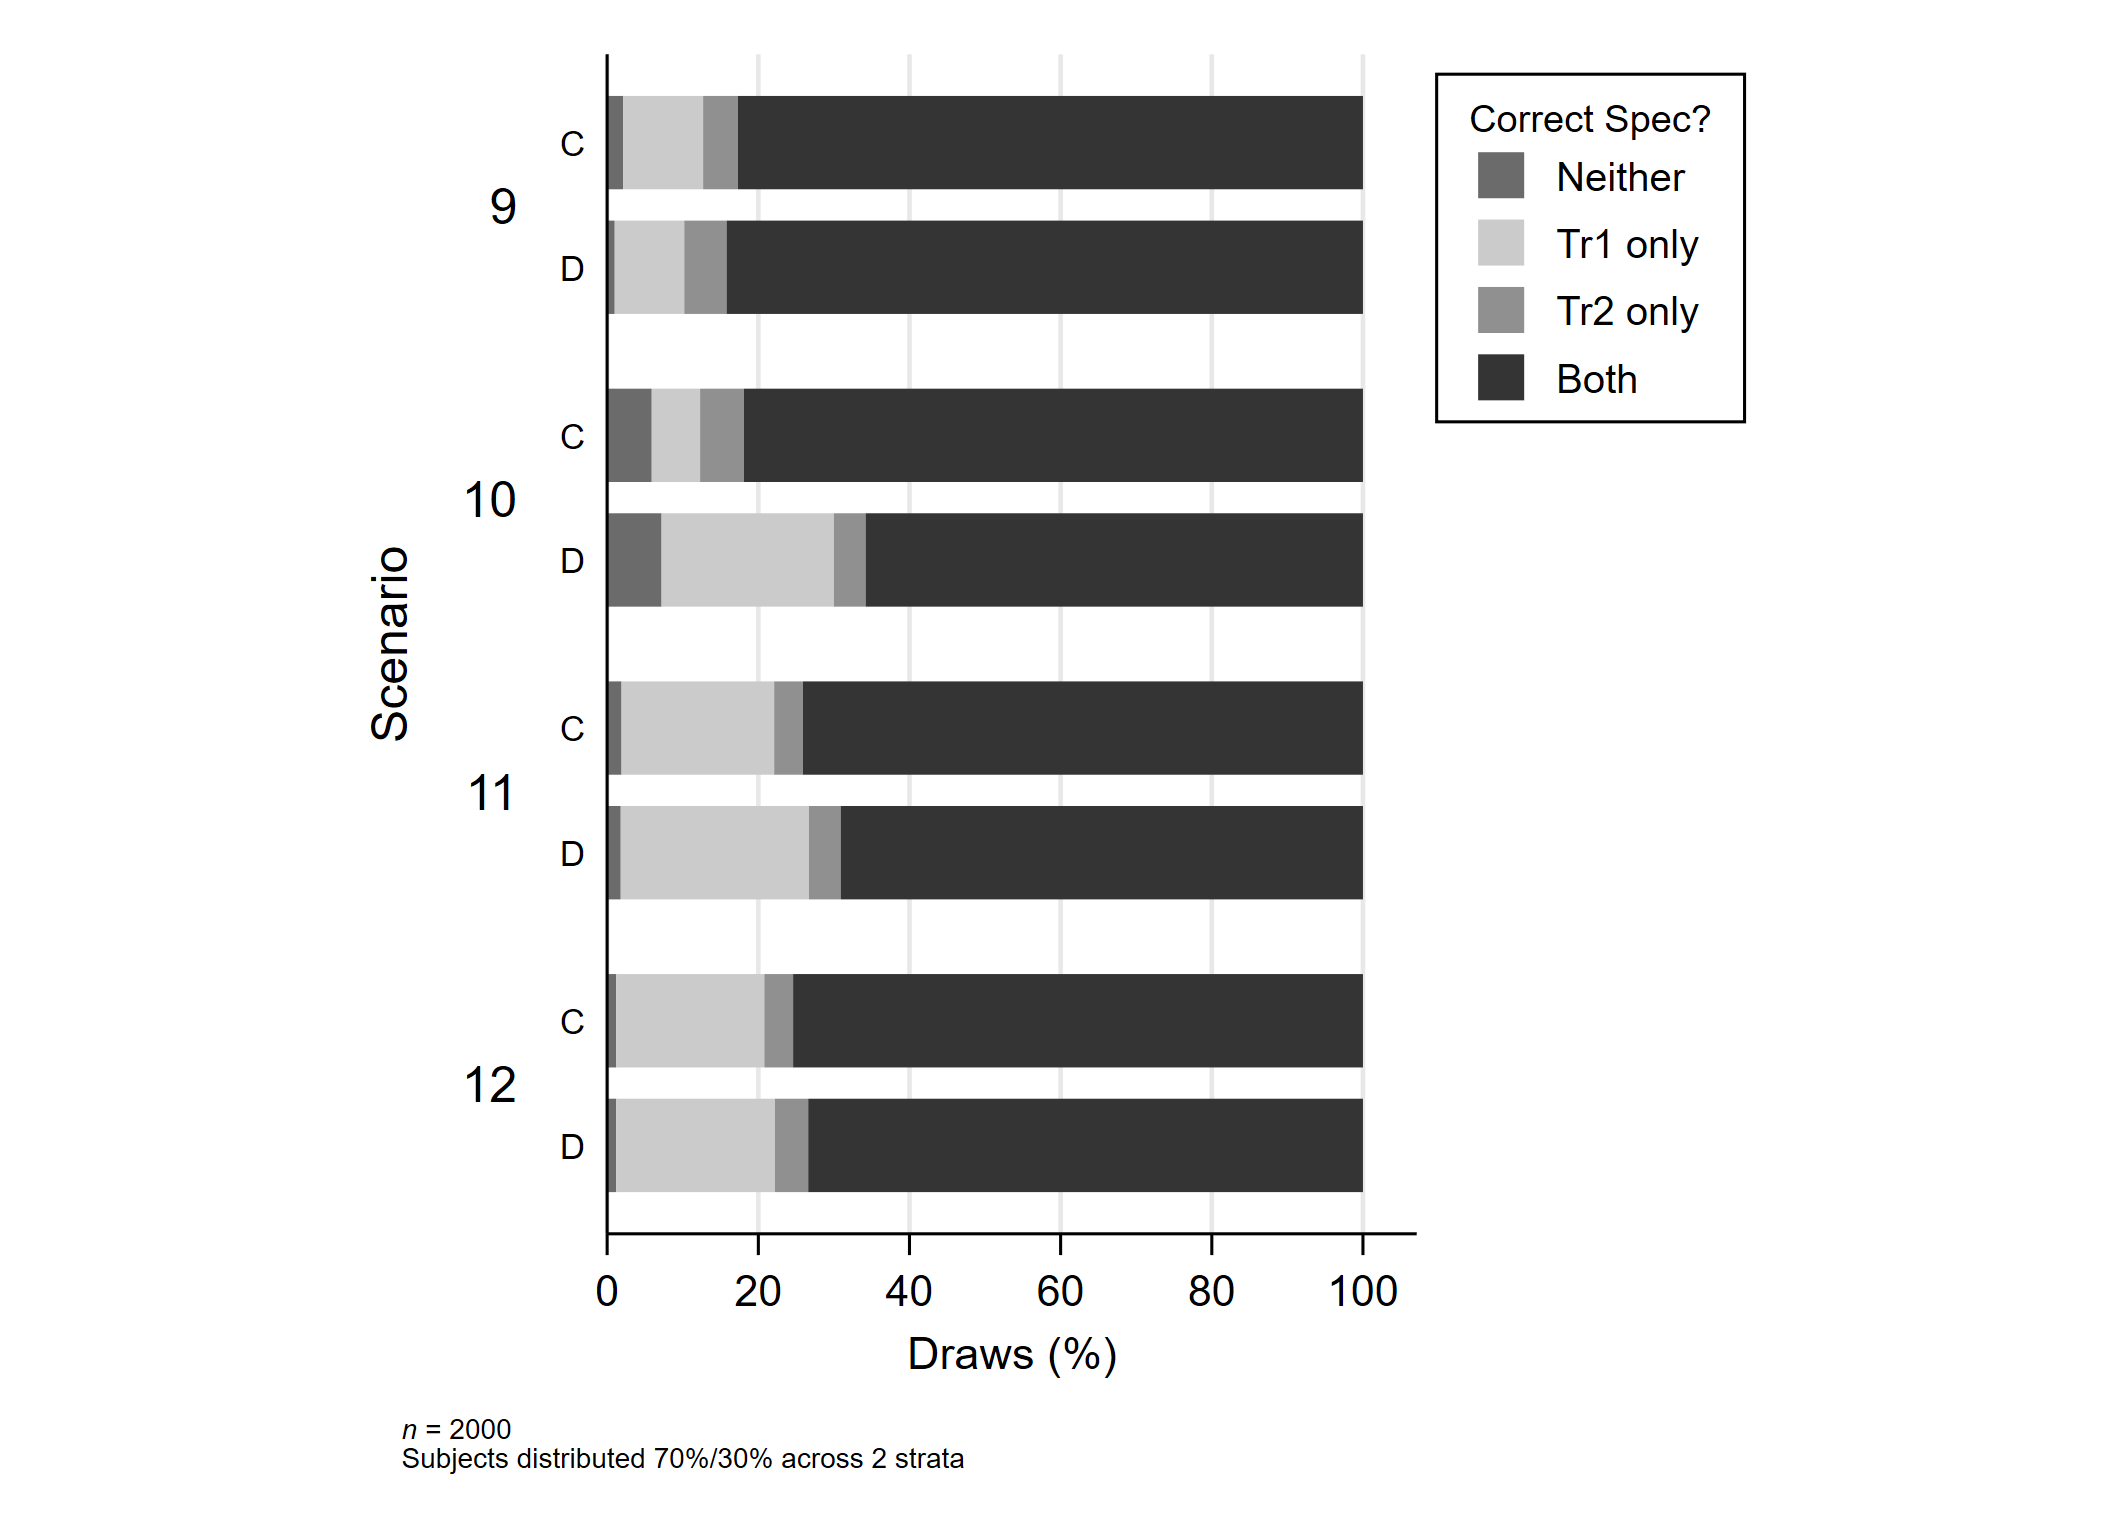 Correct Spec?
Neither
Tr1 only
Tr2 only
Both
Scenario
9
C
D
10
C
D
11
C
D
12
C
D
0 20 40 60 80 100
Draws (%)
n = 2000
Subjects distributed 70%/30% across 2 strata